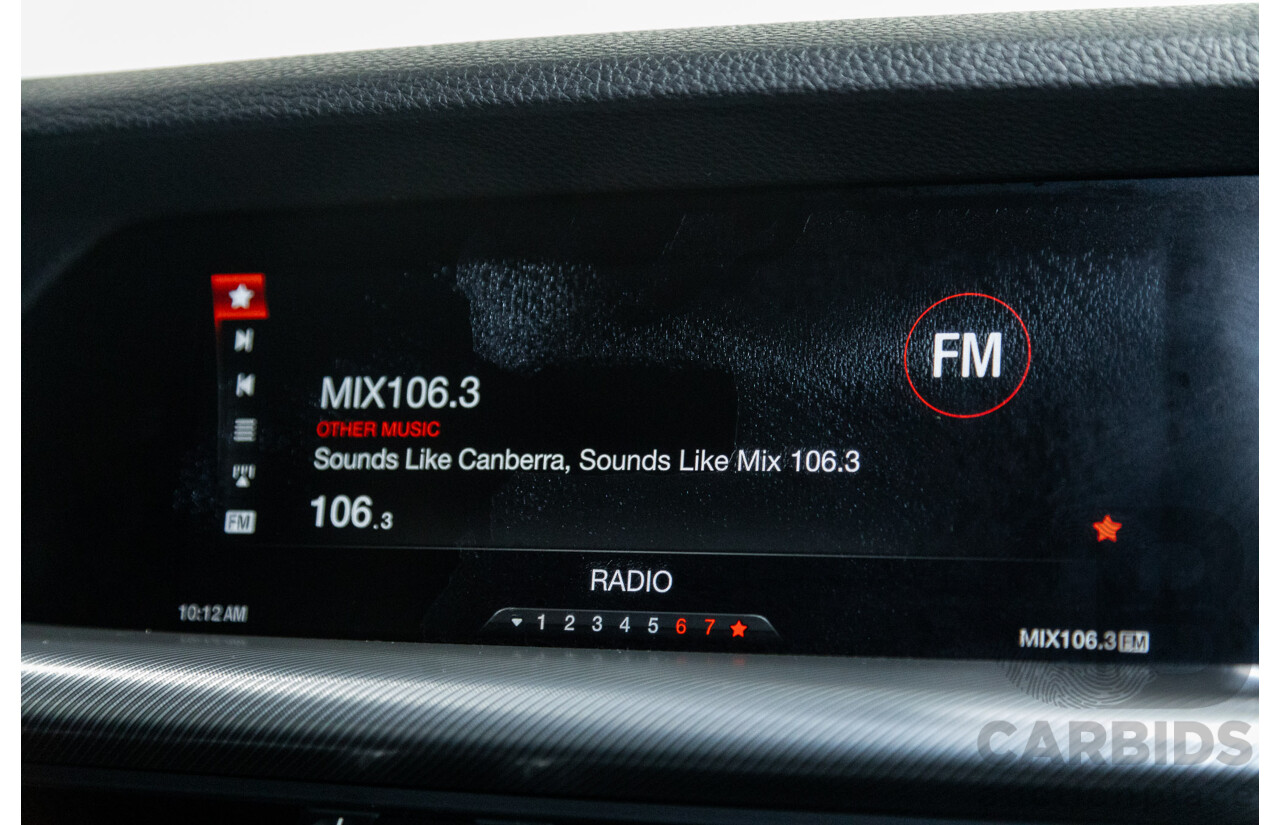 FM
MIX106.3
OTHER MUSIC
Sounds Like Canberra, Sounds Like Mix 106.3
106.3
FM
RADIO
10:12 AM
1 2 3 4 5 6 7
MIX106.3 FM
CARBIDS